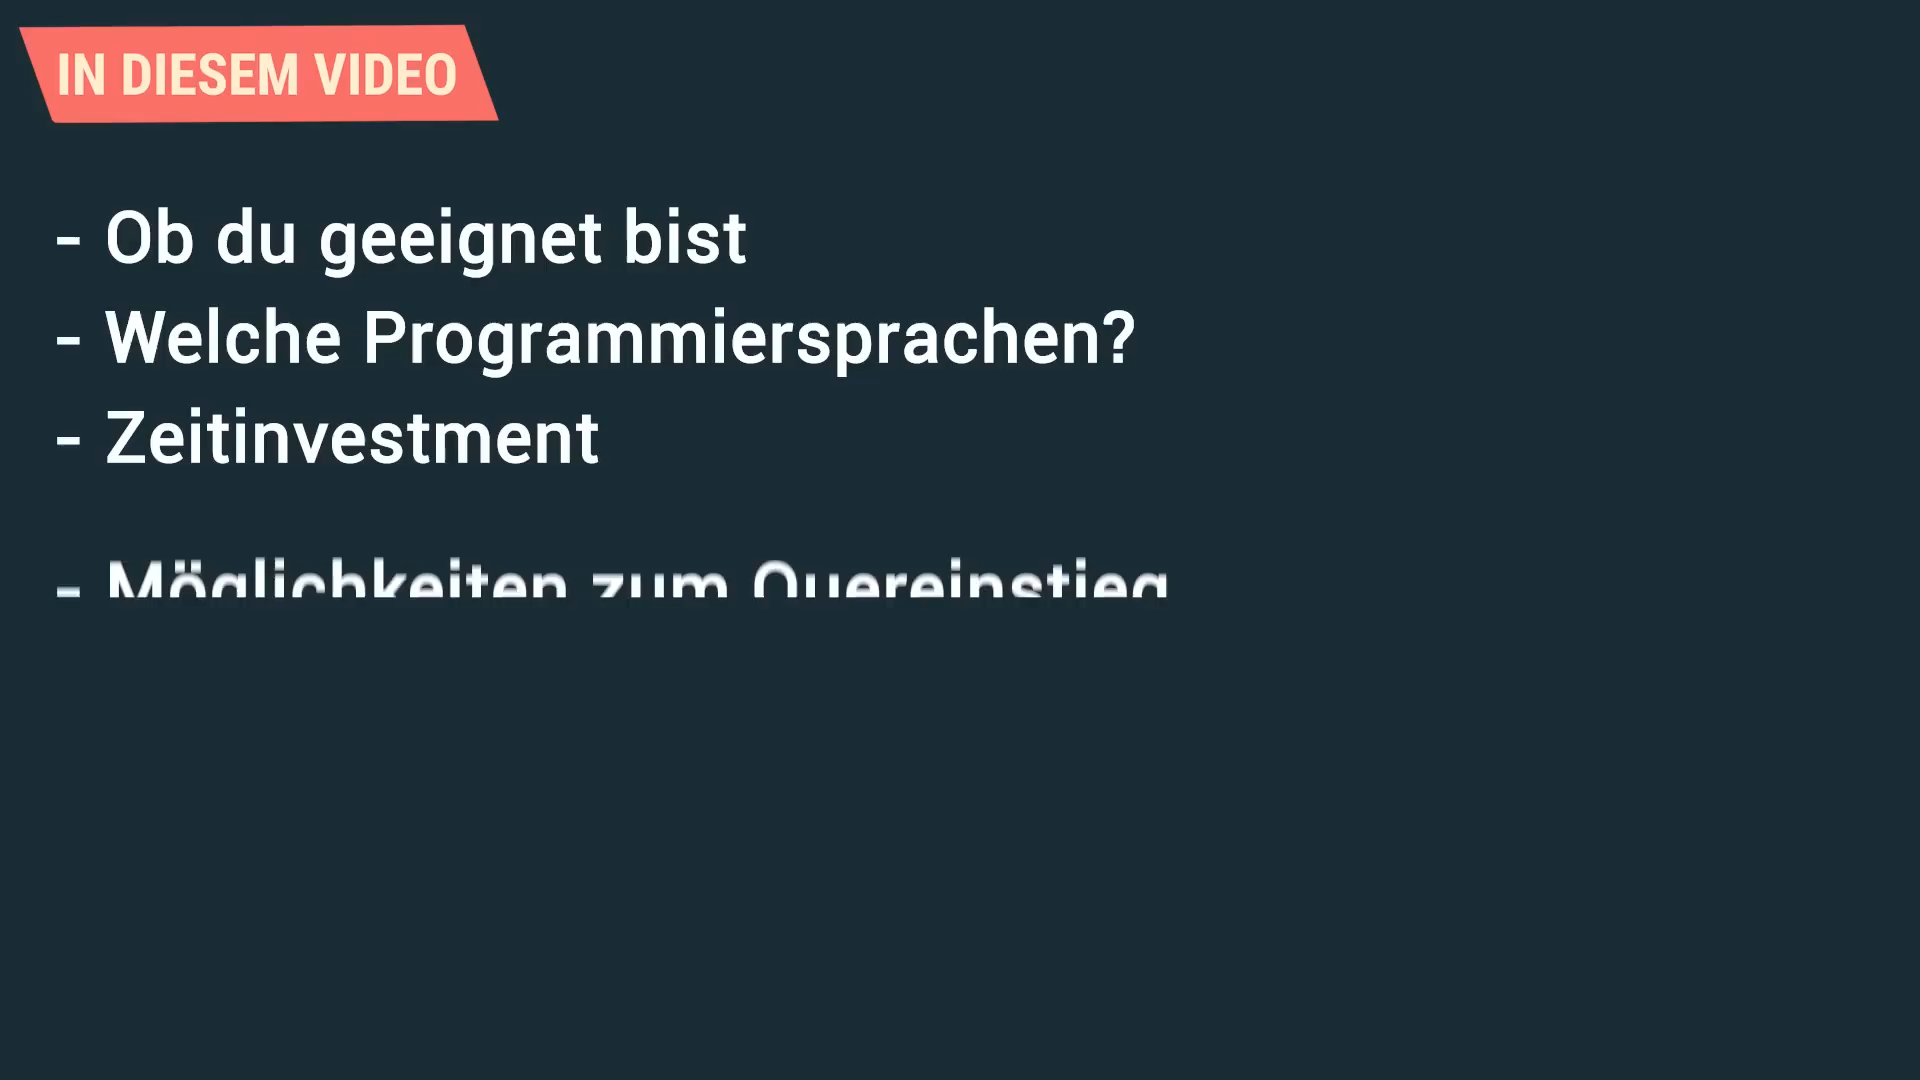 IN DIESEM VIDEO
- Ob du geeignet bist
- Welche Programmiersprachen?
- Zeitinvestment
- Möglichkeiten zum Quereinstieg